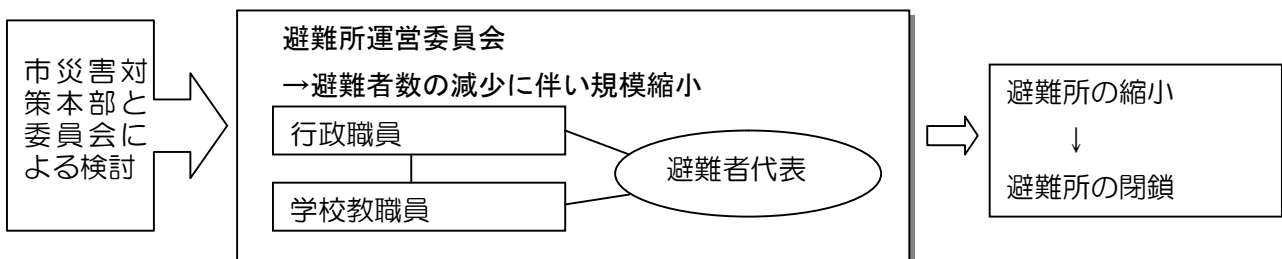 市災害対
策本部と
委員会に
よる検討
避難所運営委員会
→避難者数の減少に伴い規模縮小
行政職員
学校教職員
避難者代表
避難所の縮小
↓
避難所の閉鎖